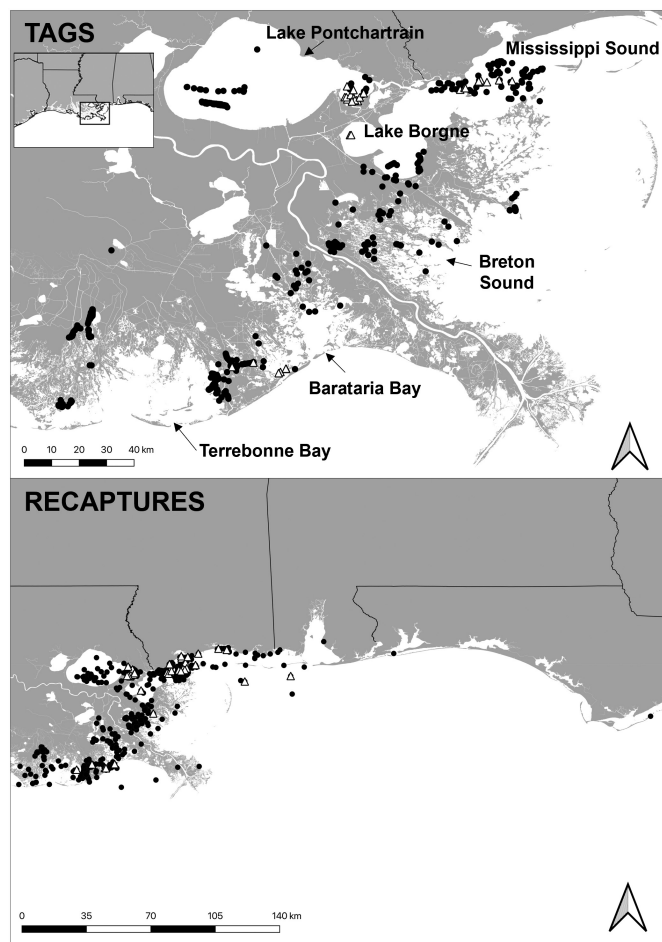 TAGS
Lake Pontchartrain
Mississippi Sound
Lake Borgne
Breton
Sound
Barataria Bay
Terrebonne Bay
0 10 20 30 40 km
RECAPTURES
0 35 70 105 140 km